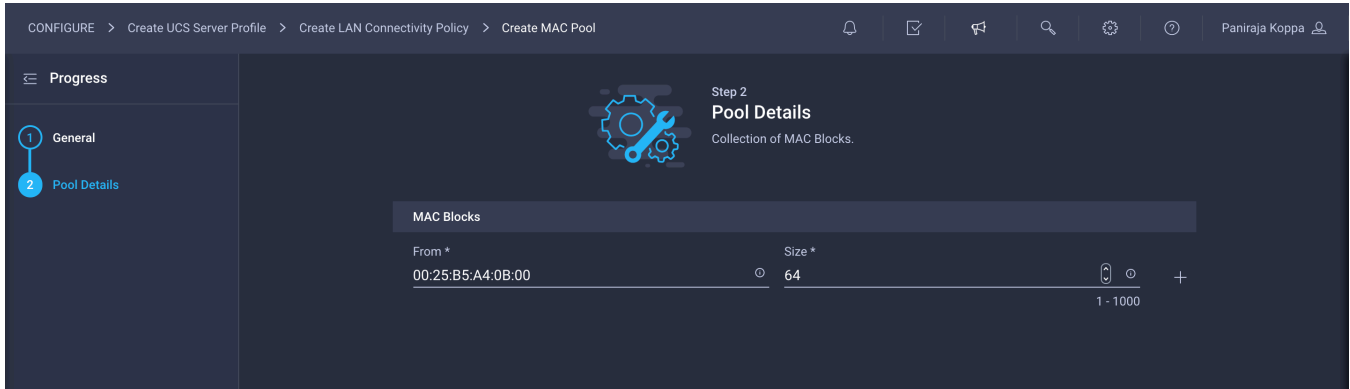 CONFIGURE > Create UCS Server Profile > Create LAN Connectivity Policy > Create MAC Pool
Paniraja Koppa
Progress
1 General
2 Pool Details
Step 2
Pool Details
Collection of MAC Blocks.
MAC Blocks
From *
Size *
00:25:B5:A4:0B:00
64
1 - 1000